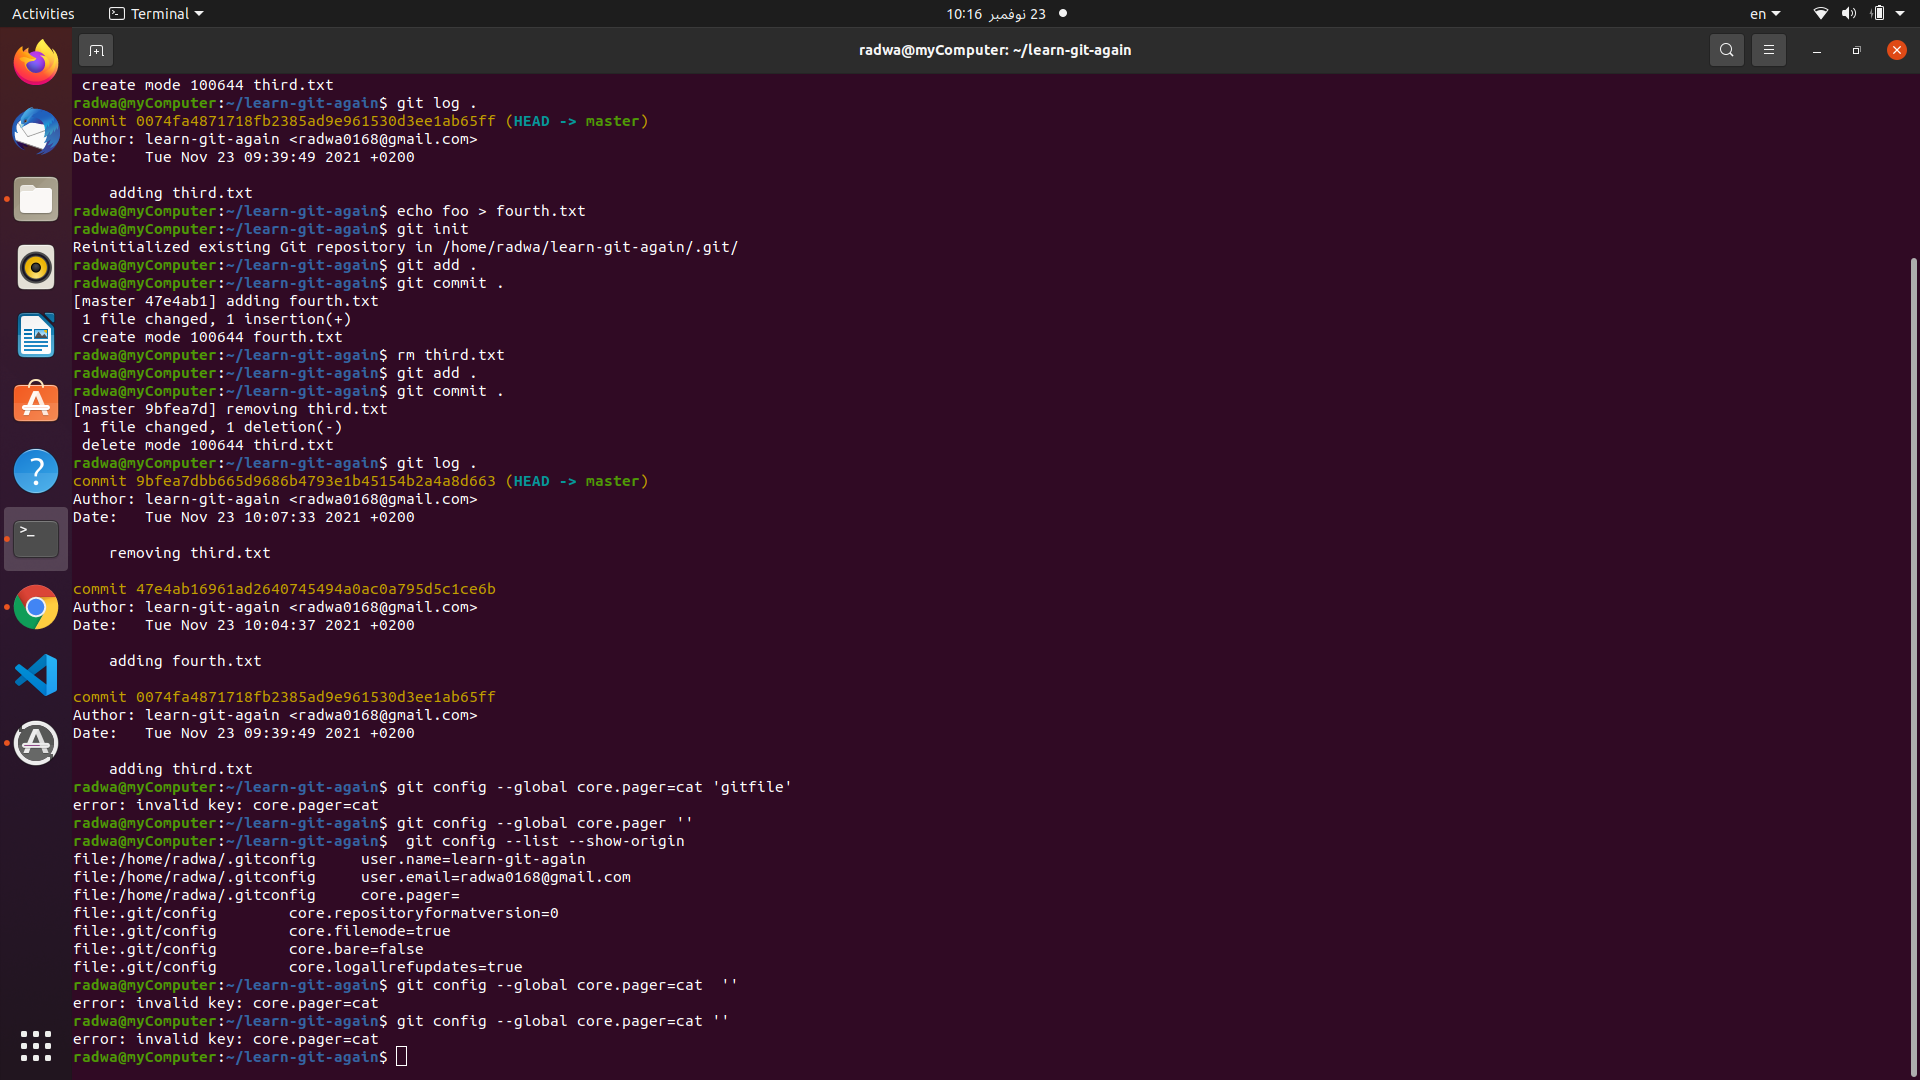 Activities Terminal 10:16 نوفمبر 23 en
radwa@myComputer: ~/learn-git-again
 create mode 100644 third.txt
radwa@myComputer:~/learn-git-again$ git log .
commit 0074fa4871718fb2385ad9e961530d3ee1ab65ff (HEAD -> master)
Author: learn-git-again <radwa0168@gmail.com>
Date:   Tue Nov 23 09:39:49 2021 +0200
    adding third.txt
radwa@myComputer:~/learn-git-again$ echo foo > fourth.txt
radwa@myComputer:~/learn-git-again$ git init
Reinitialized existing Git repository in /home/radwa/learn-git-again/.git/
radwa@myComputer:~/learn-git-again$ git add .
radwa@myComputer:~/learn-git-again$ git commit .
[master 47e4ab1] adding fourth.txt
 1 file changed, 1 insertion(+)
 create mode 100644 fourth.txt
radwa@myComputer:~/learn-git-again$ rm third.txt
radwa@myComputer:~/learn-git-again$ git add .
radwa@myComputer:~/learn-git-again$ git commit .
[master 9bfea7d] removing third.txt
 1 file changed, 1 deletion(-)
 delete mode 100644 third.txt
radwa@myComputer:~/learn-git-again$ git log .
commit 9bfea7dbb665d9686b4793e1b45154b2a4a8d663 (HEAD -> master)
Author: learn-git-again <radwa0168@gmail.com>
Date:   Tue Nov 23 10:07:33 2021 +0200
    removing third.txt
commit 47e4ab16961ad2640745494a0ac0a795d5c1ce6b
Author: learn-git-again <radwa0168@gmail.com>
Date:   Tue Nov 23 10:04:37 2021 +0200
    adding fourth.txt
commit 0074fa4871718fb2385ad9e961530d3ee1ab65ff
Author: learn-git-again <radwa0168@gmail.com>
Date:   Tue Nov 23 09:39:49 2021 +0200
    adding third.txt
radwa@myComputer:~/learn-git-again$ git config --global core.pager=cat 'gitfile'
error: invalid key: core.pager=cat
radwa@myComputer:~/learn-git-again$ git config --global core.pager ''
radwa@myComputer:~/learn-git-again$  git config --list --show-origin
file:/home/radwa/.gitconfig     user.name=learn-git-again
file:/home/radwa/.gitconfig     user.email=radwa0168@gmail.com
file:/home/radwa/.gitconfig     core.pager=
file:.git/config        core.repositoryformatversion=0
file:.git/config        core.filemode=true
file:.git/config        core.bare=false
file:.git/config        core.logallrefupdates=true
radwa@myComputer:~/learn-git-again$ git config --global core.pager=cat  ''
error: invalid key: core.pager=cat
radwa@myComputer:~/learn-git-again$ git config --global core.pager=cat ''
error: invalid key: core.pager=cat
radwa@myComputer:~/learn-git-again$